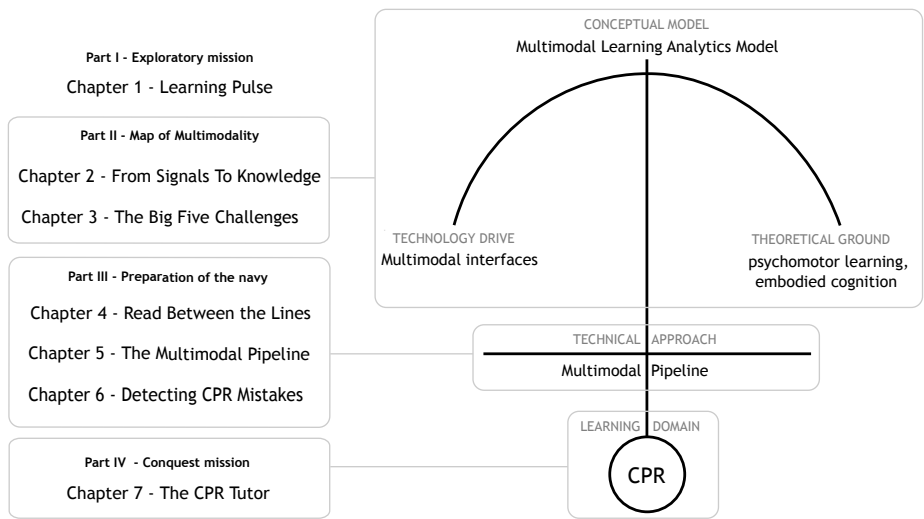 Part I - Exploratory mission
Chapter 1 - Learning Pulse
Part II - Map of Multimodality
Chapter 2 - From Signals To Knowledge
Chapter 3 - The Big Five Challenges
Part III - Preparation of the navy
Chapter 4 - Read Between the Lines
Chapter 5 - The Multimodal Pipeline
Chapter 6 - Detecting CPR Mistakes
Part IV - Conquest mission
Chapter 7 - The CPR Tutor
CONCEPTUAL MODEL
Multimodal Learning Analytics Model
TECHNOLOGY DRIVE
Multimodal interfaces
THEORETICAL GROUND
psychomotor learning,
embodied cognition
TECHNICAL APPROACH
Multimodal Pipeline
LEARNING DOMAIN
CPR